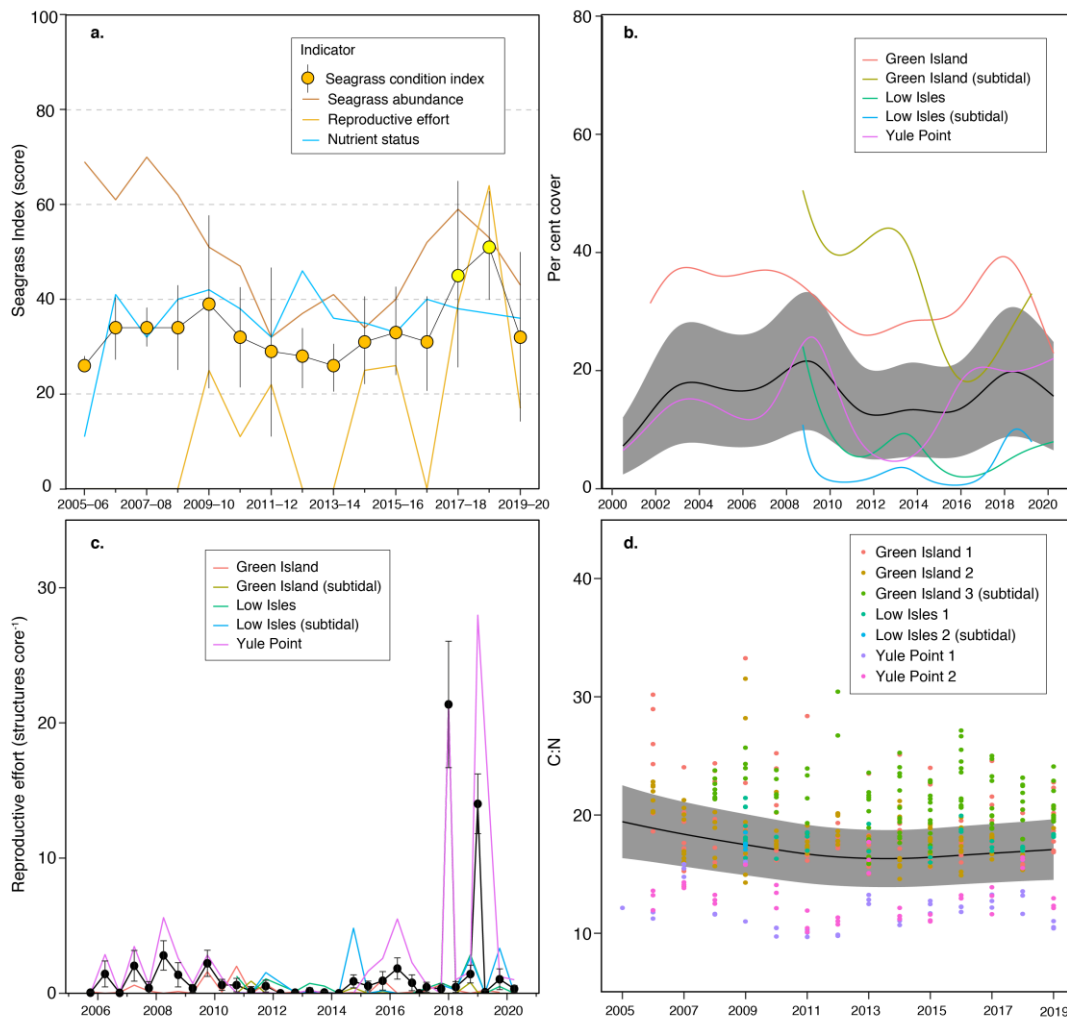 a.
Indicator
Seagrass condition index
Seagrass abundance
Reproductive effort
Nutrient status
Seagrass Index (score)
100
80
60
40
20
0
2005–06
2007–08
2009–10
2011–12
2013–14
2015–16
2017–18
2019–20
b.
Green Island
Green Island (subtidal)
Low Isles
Low Isles (subtidal)
Yule Point
Per cent cover
80
60
40
20
0
2000
2002
2004
2006
2008
2010
2012
2014
2016
2018
2020
c.
Green Island
Green Island (subtidal)
Low Isles
Low Isles (subtidal)
Yule Point
Reproductive effort (structures core⁻¹)
30
20
10
0
2006
2008
2010
2012
2014
2016
2018
2020
d.
Green Island 1
Green Island 2
Green Island 3 (subtidal)
Low Isles 1
Low Isles 2 (subtidal)
Yule Point 1
Yule Point 2
C:N
40
30
20
10
2005
2007
2009
2011
2013
2015
2017
2019